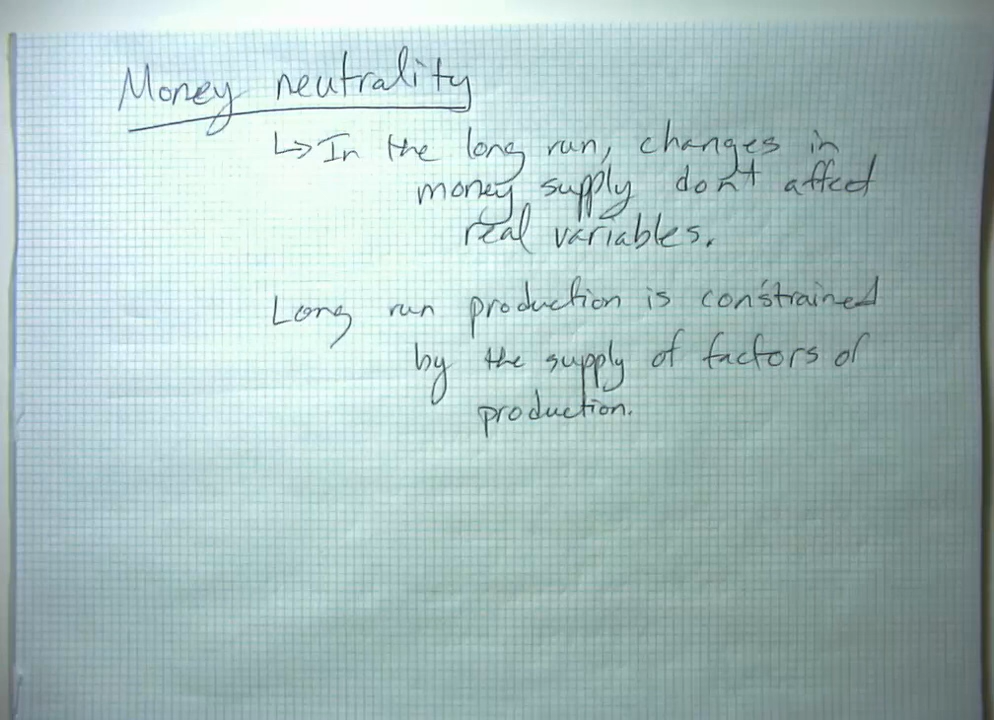 Money neutrality
↳ In the long run, changes in
money supply don't affect
real variables.
Long run production is constrained
by the supply of factors of
production.